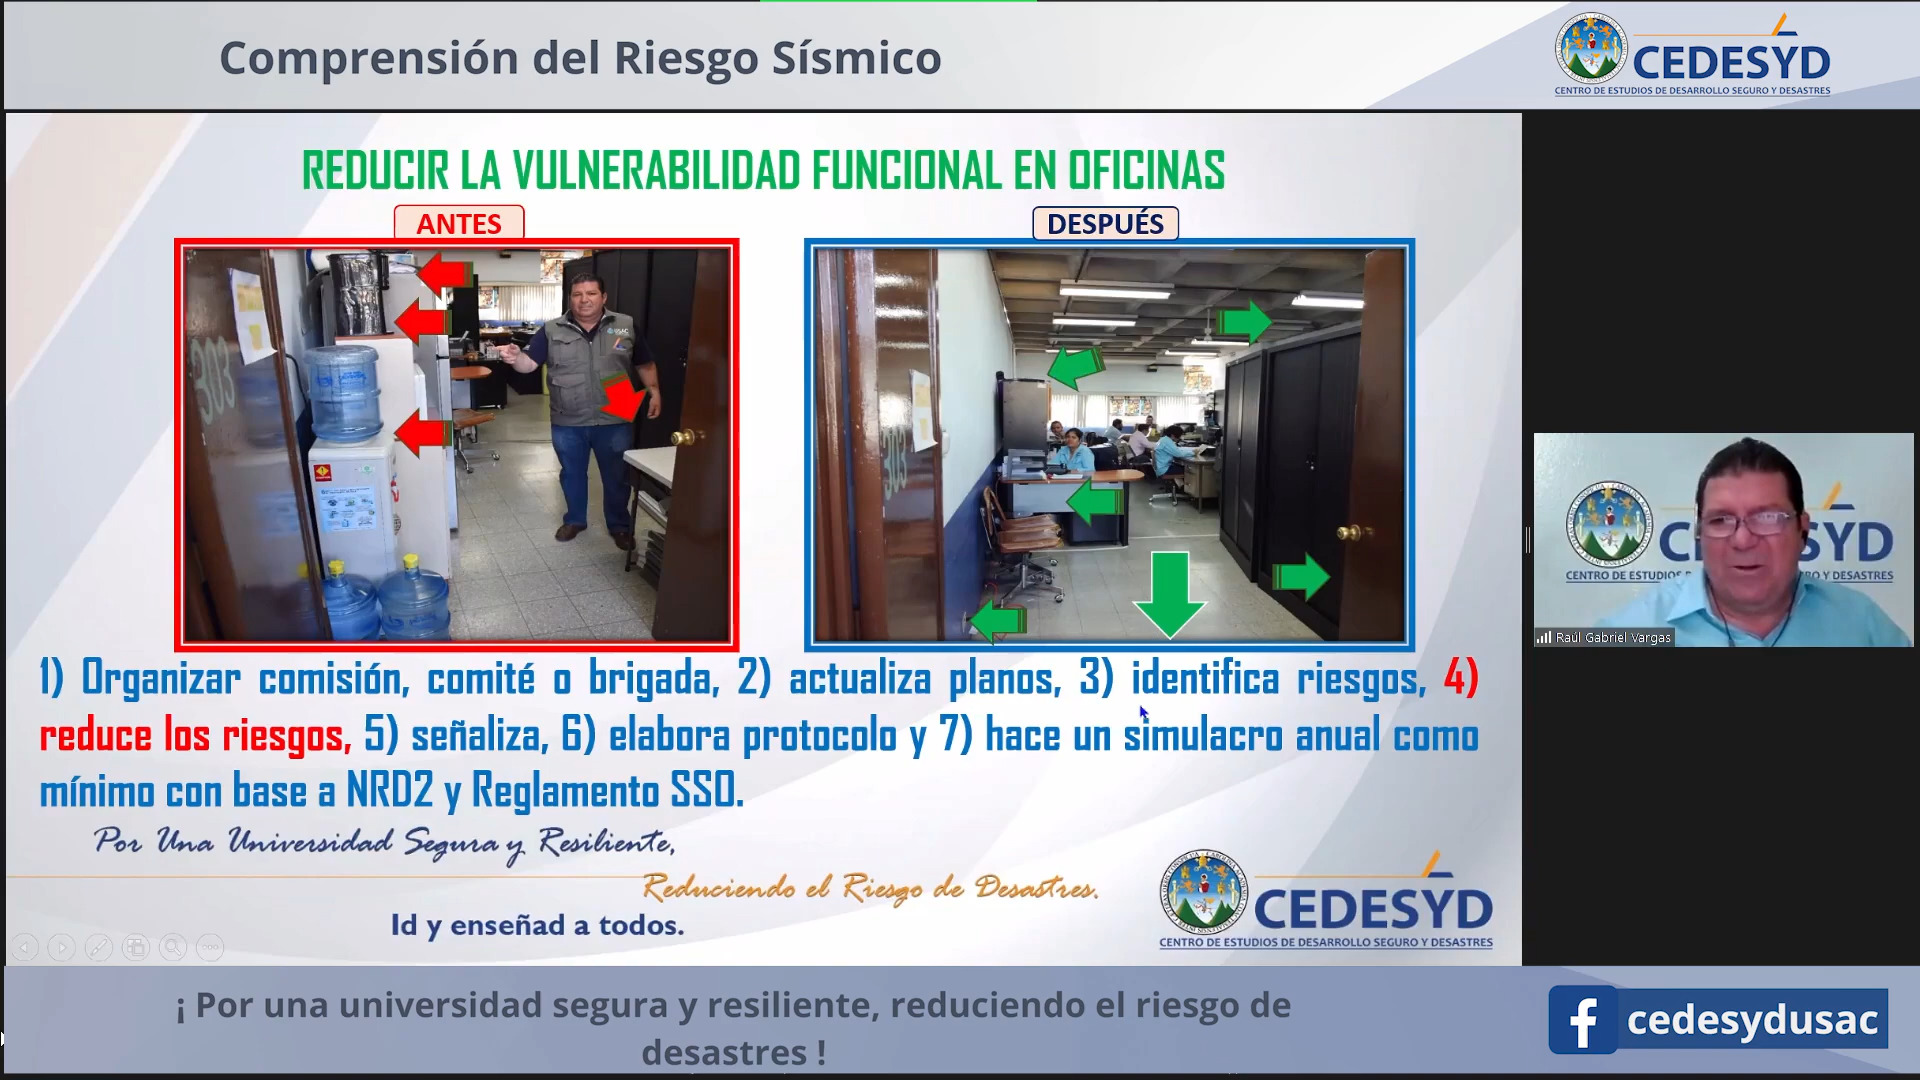 Comprensión del Riesgo Sísmico
CEDESYD
CENTRO DE ESTUDIOS DE DESARROLLO SEGURO Y DESASTRES
REDUCIR LA VULNERABILIDAD FUNCIONAL EN OFICINAS
ANTES
DESPUÉS
303
USAC
303
1) Organizar comisión, comité o brigada, 2) actualiza planos, 3) identifica riesgos, 4)
reduce los riesgos, 5) señaliza, 6) elabora protocolo y 7) hace un simulacro anual como
mínimo con base a NRD2 y Reglamento SSO.
Por Una Universidad Segura y Resiliente,
Reduciendo el Riesgo de Desastres.
Id y enseñad a todos.
CEDESYD
CENTRO DE ESTUDIOS DE DESARROLLO SEGURO Y DESASTRES
Raúl Gabriel Vargas
¡ Por una universidad segura y resiliente, reduciendo el riesgo de
desastres !
f cedesydusac